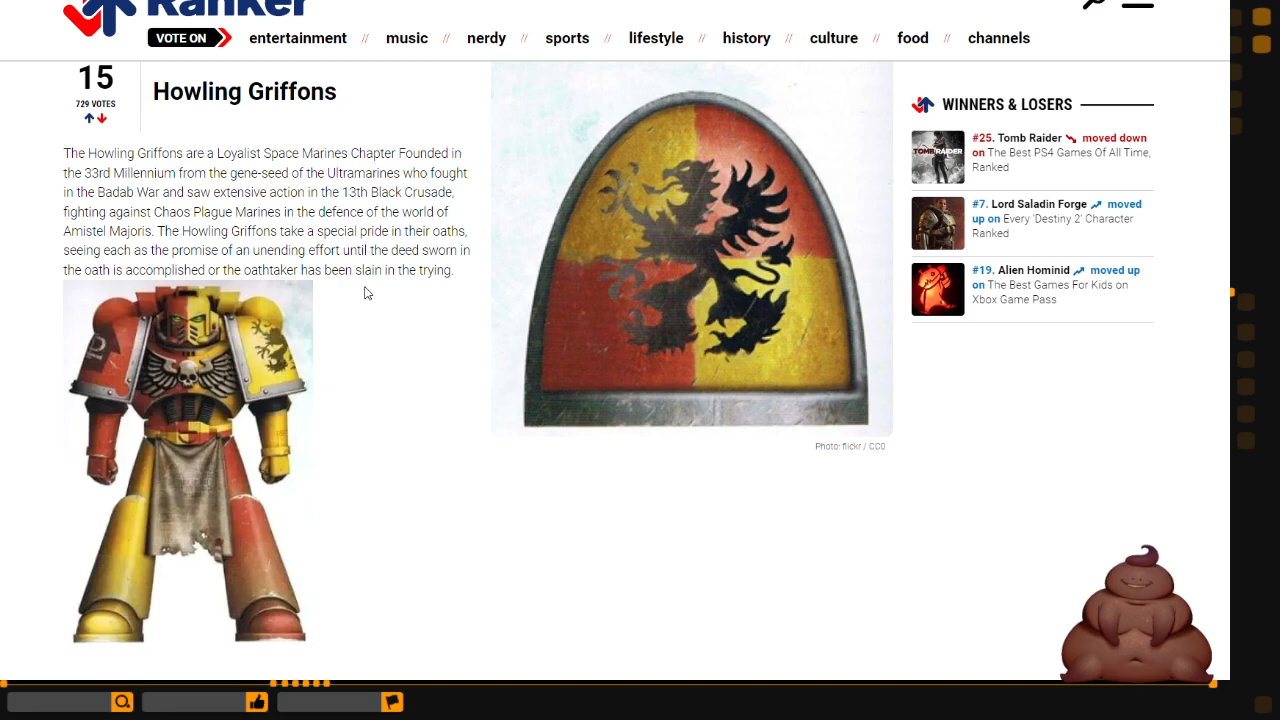 Ranker
VOTE ON
entertainment // music // nerdy // sports // lifestyle // history // culture // food // channels
15
729 VOTES
Howling Griffons
The Howling Griffons are a Loyalist Space Marines Chapter Founded in
the 33rd Millennium from the gene-seed of the Ultramarines who fought
in the Badab War and saw extensive action in the 13th Black Crusade,
fighting against Chaos Plague Marines in the defence of the world of
Amistel Majoris. The Howling Griffons take a special pride in their oaths,
seeing each as the promise of an unending effort until the deed sworn in
the oath is accomplished or the oathtaker has been slain in the trying.
Photo: flickr / CC0
WINNERS & LOSERS
TOMB RAIDER
#25. Tomb Raider moved down
on The Best PS4 Games Of All Time,
Ranked
#7. Lord Saladin Forge moved
up on Every 'Destiny 2' Character
Ranked
#19. Alien Hominid moved up
on The Best Games For Kids on
Xbox Game Pass